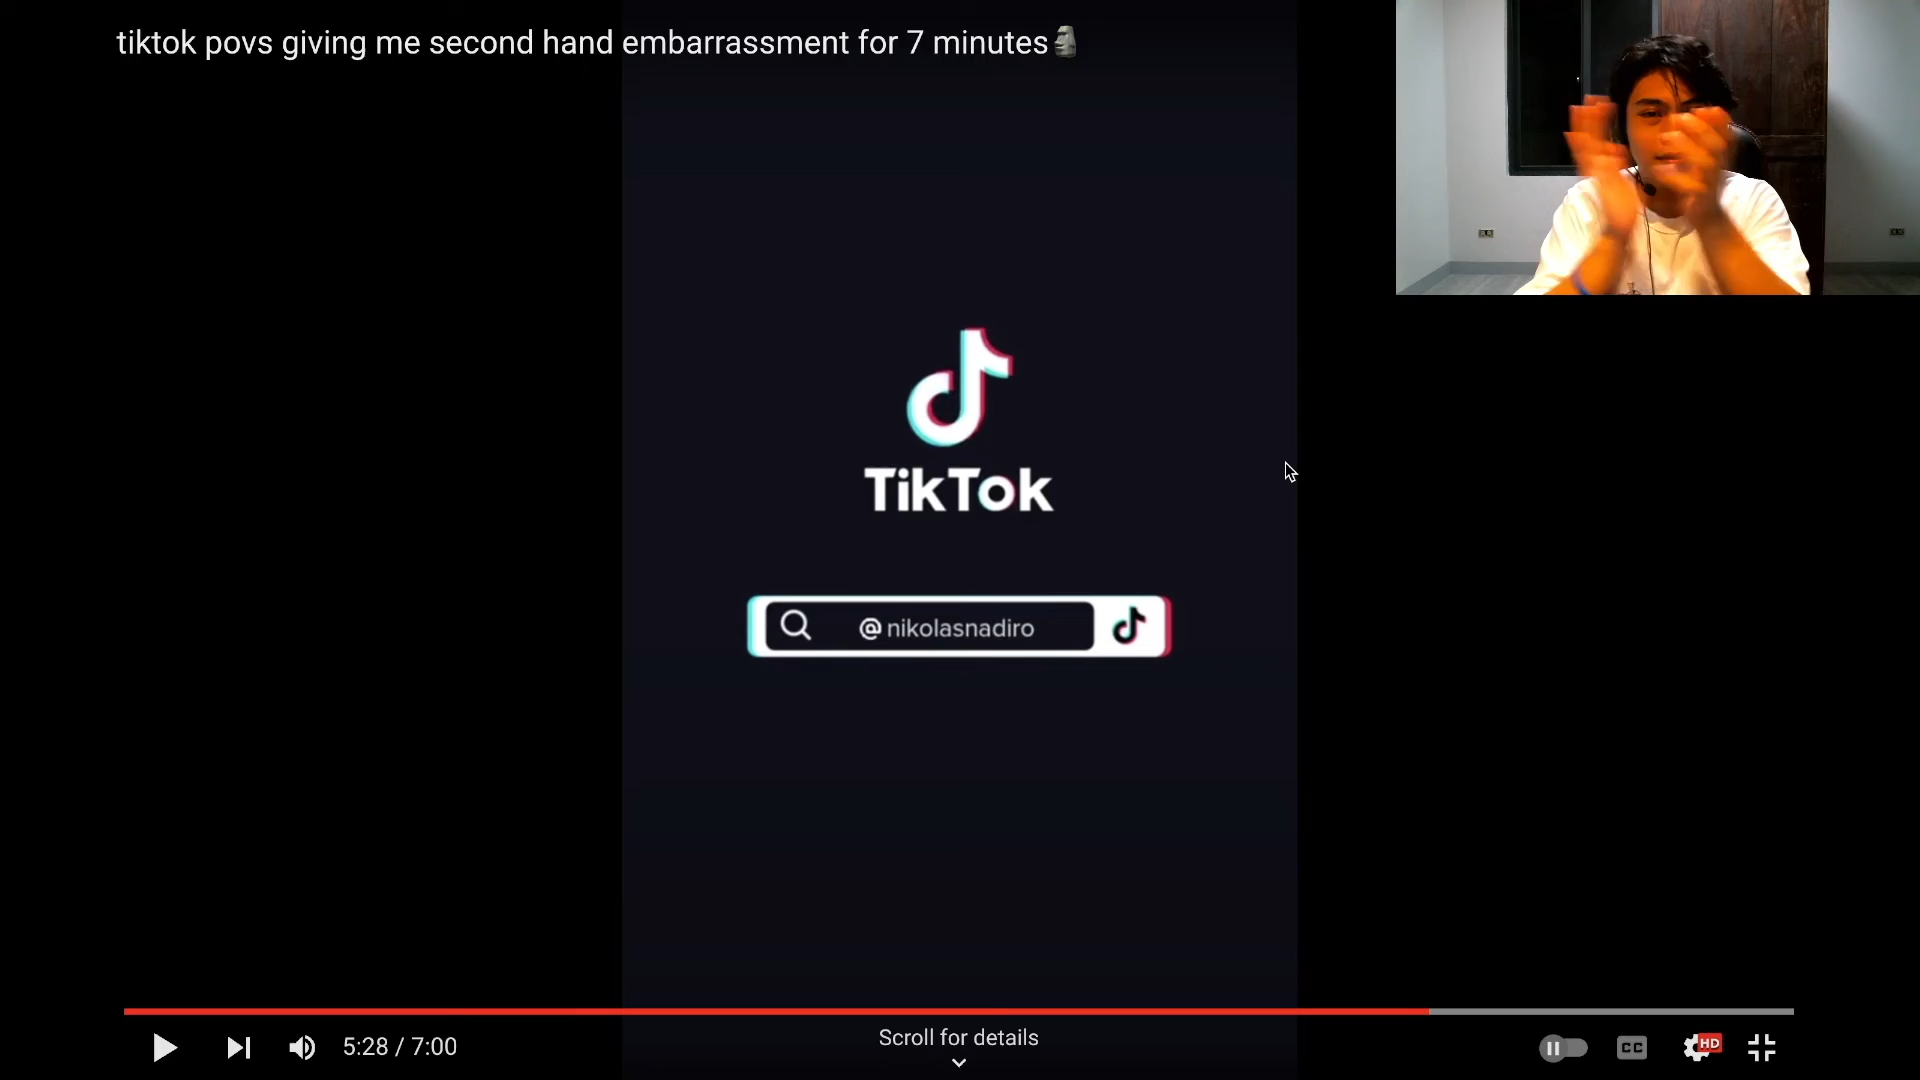 tiktok povs giving me second hand embarrassment for 7 minutes🗿
TikTok
@nikolasnadiro
5:28 / 7:00
Scroll for details
CC
HD